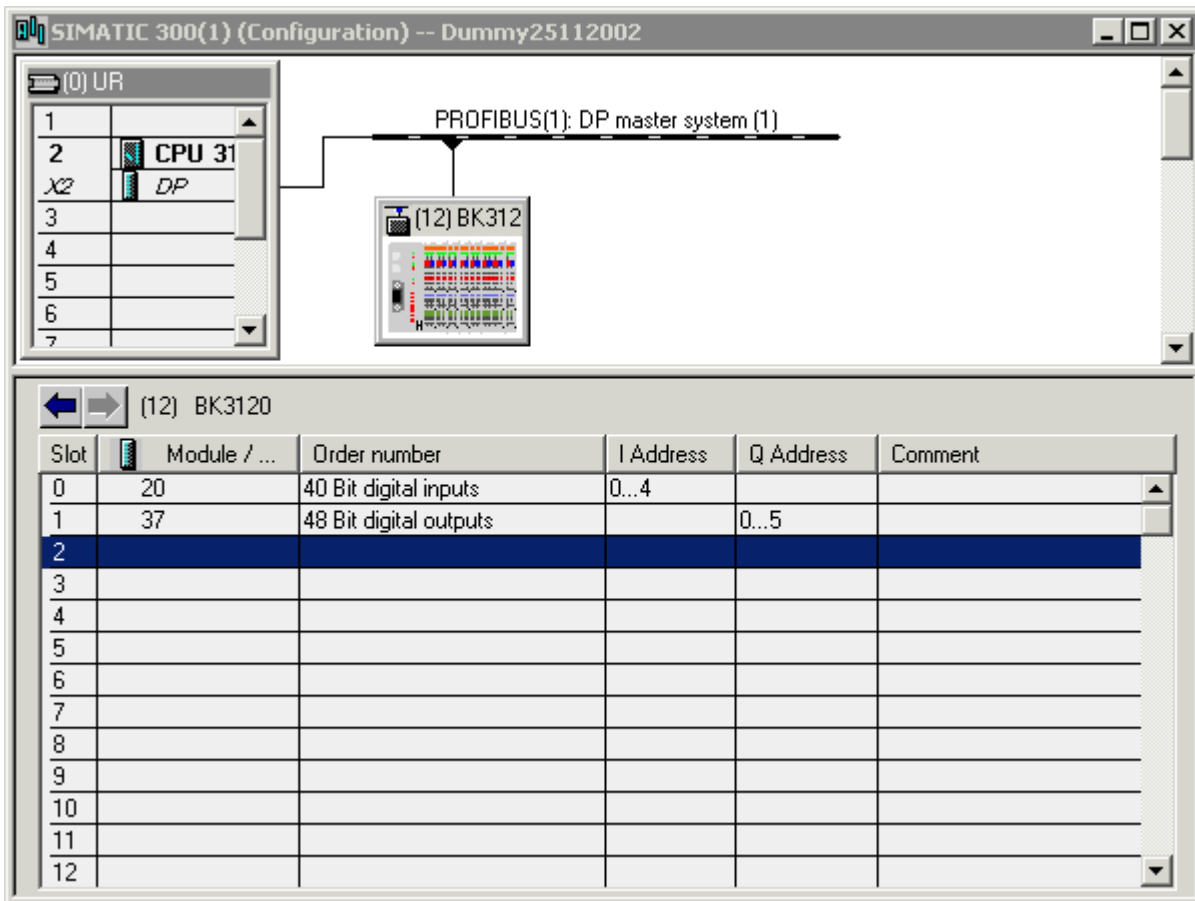 SIMATIC 300(1) (Configuration) -- Dummy25112002
(0) UR
1
2 CPU 31
X2 DP
3
4
5
6
7
PROFIBUS(1): DP master system (1)
(12) BK312
(12) BK3120
Slot Module / ... Order number I Address Q Address Comment
0 20 40 Bit digital inputs 0...4
1 37 48 Bit digital outputs 0...5
2
3
4
5
6
7
8
9
10
11
12